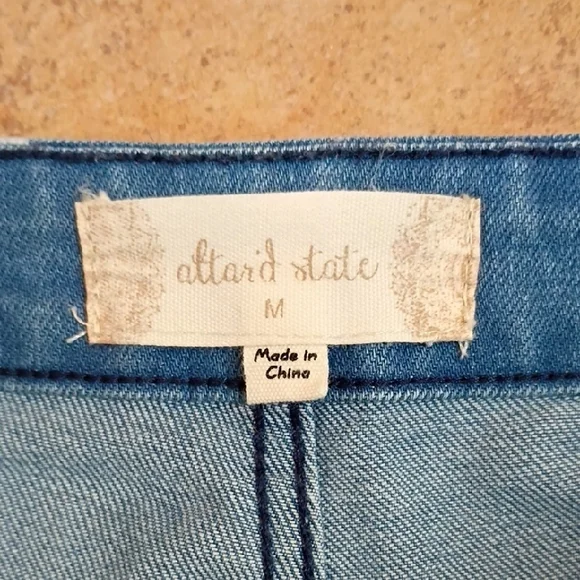 altar'd state
M
Made in
China